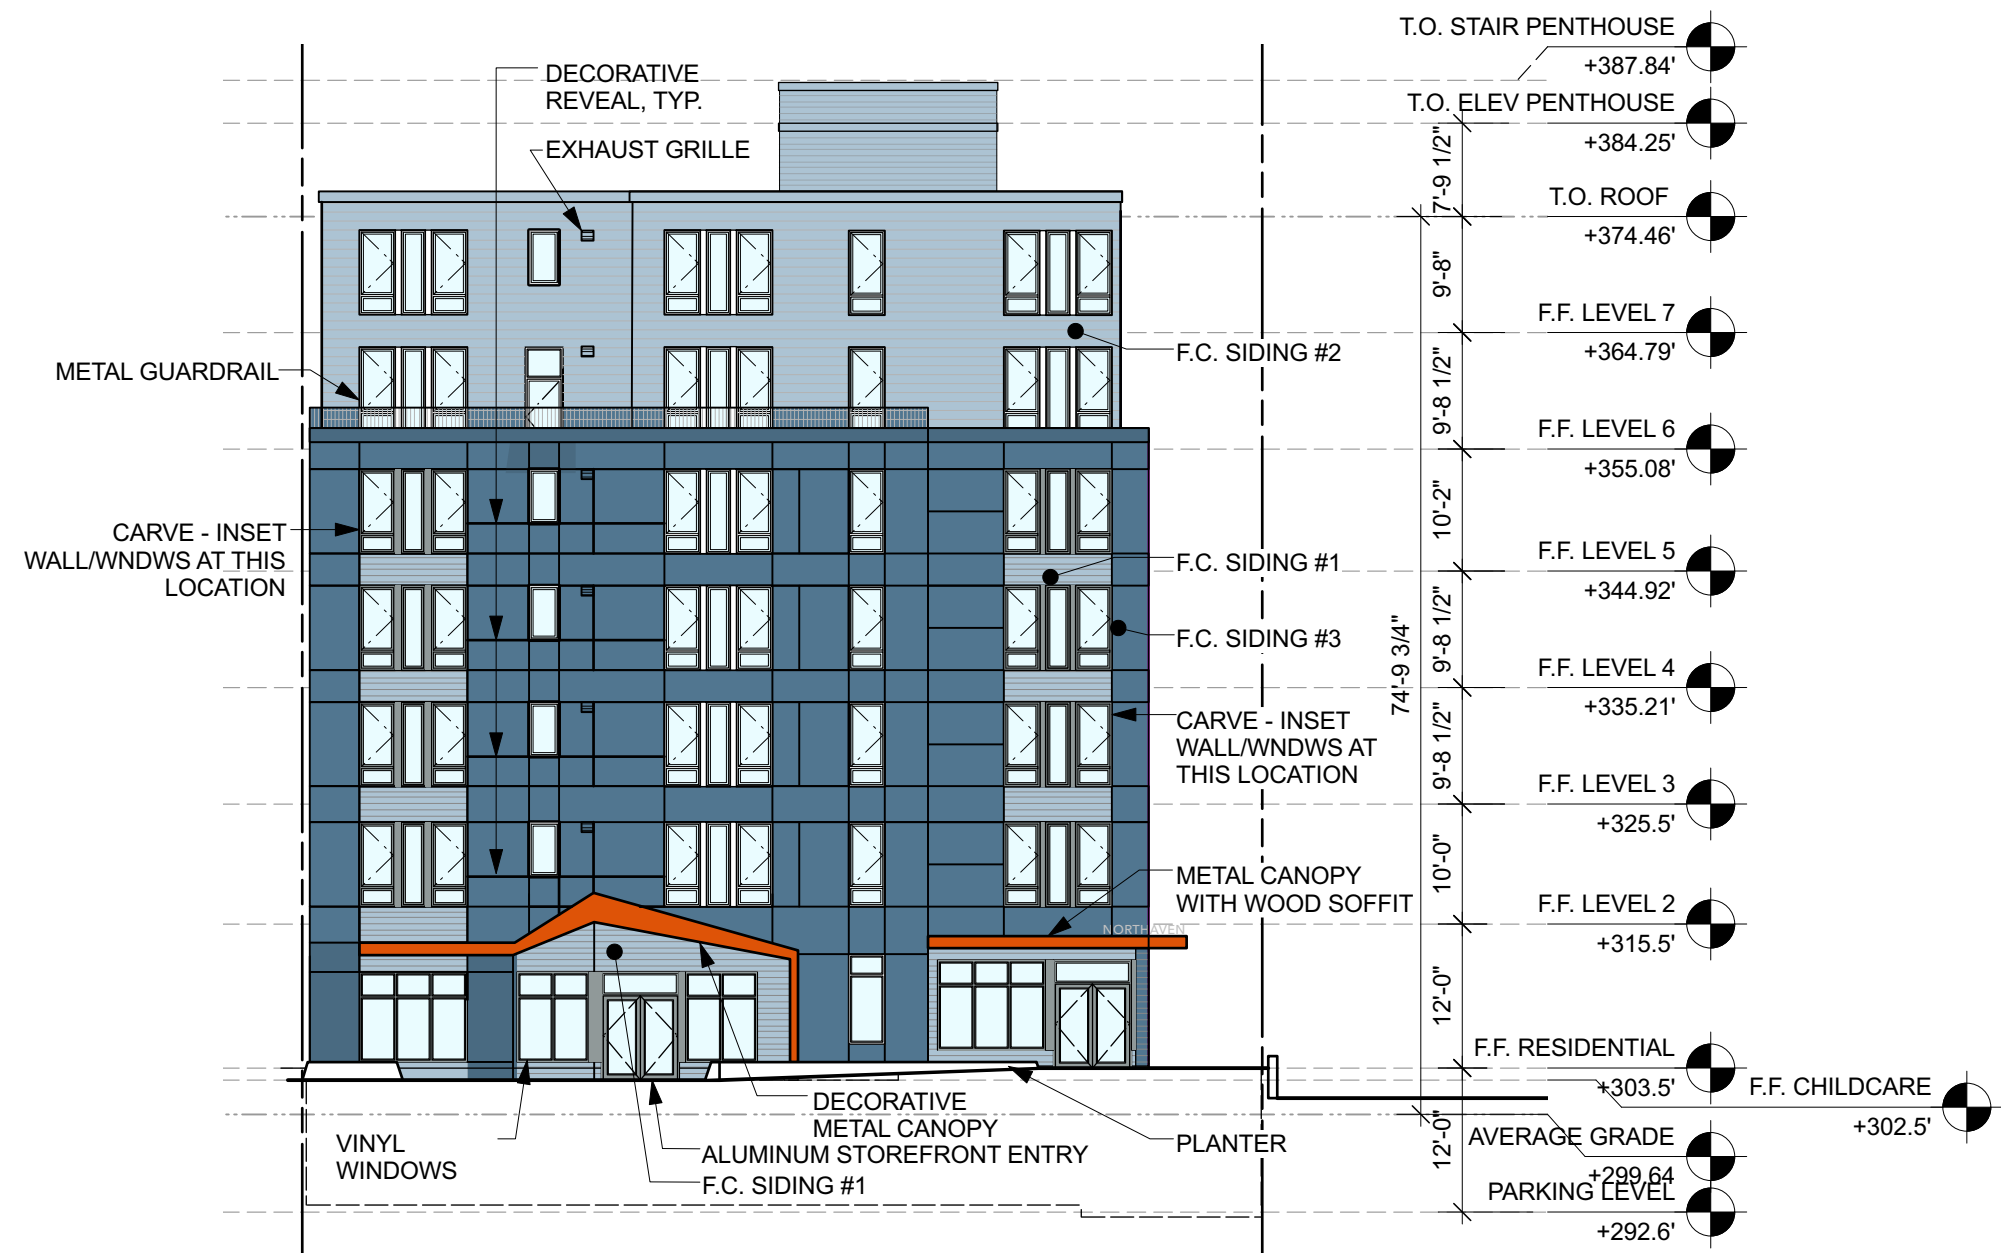 T.O. STAIR PENTHOUSE
+387.84'
T.O. ELEV PENTHOUSE
+384.25'
T.O. ROOF
+374.46'
F.F. LEVEL 7
+364.79'
F.F. LEVEL 6
+355.08'
F.F. LEVEL 5
+344.92'
F.F. LEVEL 4
+335.21'
F.F. LEVEL 3
+325.5'
F.F. LEVEL 2
+315.5'
F.F. RESIDENTIAL
+303.5'
F.F. CHILDCARE
+302.5'
AVERAGE GRADE
+299.64
PARKING LEVEL
+292.6'
7'-9 1/2"
9'-8"
9'-8 1/2"
10'-2"
9'-8 1/2"
9'-8 1/2"
10'-0"
12'-0"
12'-0"
74'-9 3/4"
DECORATIVE
REVEAL, TYP.
EXHAUST GRILLE
METAL GUARDRAIL
CARVE - INSET
WALL/WNDWS AT THIS
LOCATION
F.C. SIDING #2
F.C. SIDING #1
F.C. SIDING #3
CARVE - INSET
WALL/WNDWS AT
THIS LOCATION
METAL CANOPY
WITH WOOD SOFFIT
NORTHAVEN
DECORATIVE
METAL CANOPY
VINYL
WINDOWS
ALUMINUM STOREFRONT ENTRY
F.C. SIDING #1
PLANTER